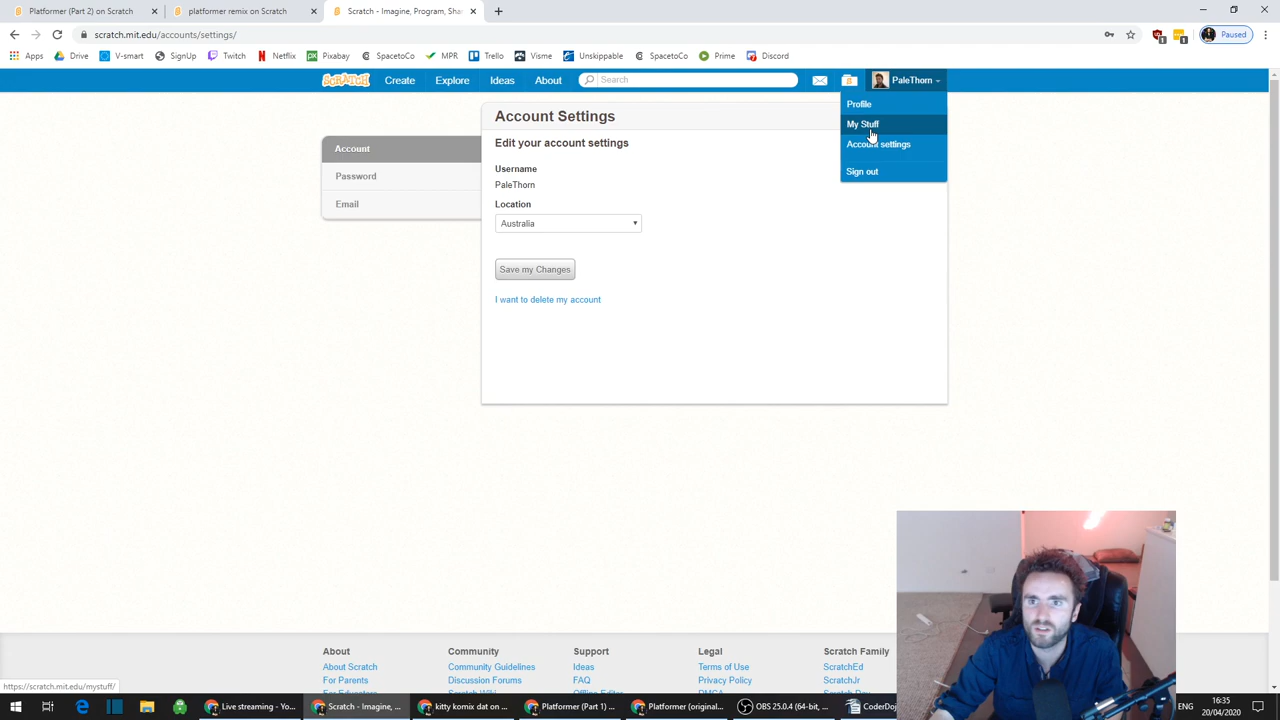 Platformer (Part 2) on Scratch
platformer remix on Scratch
Scratch - Imagine, Program, Sha
scratch.mit.edu/accounts/settings/
Paused
Apps
Drive
V-smart
SignUp
Twitch
Netflix
Pixabay
SpacetoCo
MPR
Trello
Visme
Unskippable
SpacetoCo
Prime
Discord
SCRATCH
Create
Explore
Ideas
About
Search
PaleThorn
Profile
My Stuff
Account settings
Sign out
Account Settings
Account
Password
Email
Edit your account settings
Username
PaleThorn
Location
Australia
Save my Changes
I want to delete my account
About
Community
Support
Legal
Scratch Family
About Scratch
Community Guidelines
Ideas
Terms of Use
ScratchEd
For Parents
Discussion Forums
FAQ
Privacy Policy
ScratchJr
https://scratch.mit.edu/mystuff/
For Educators
Scratch Wiki
Offline Editor
DMCA
Scratch Day
Live streaming - Yo...
Scratch - Imagine, ...
kitty komix dat on ...
Platformer (Part 1) ...
Platformer (original...
OBS 25.0.4 (64-bit, ...
CoderDoj
ENG
16:35
20/04/2020